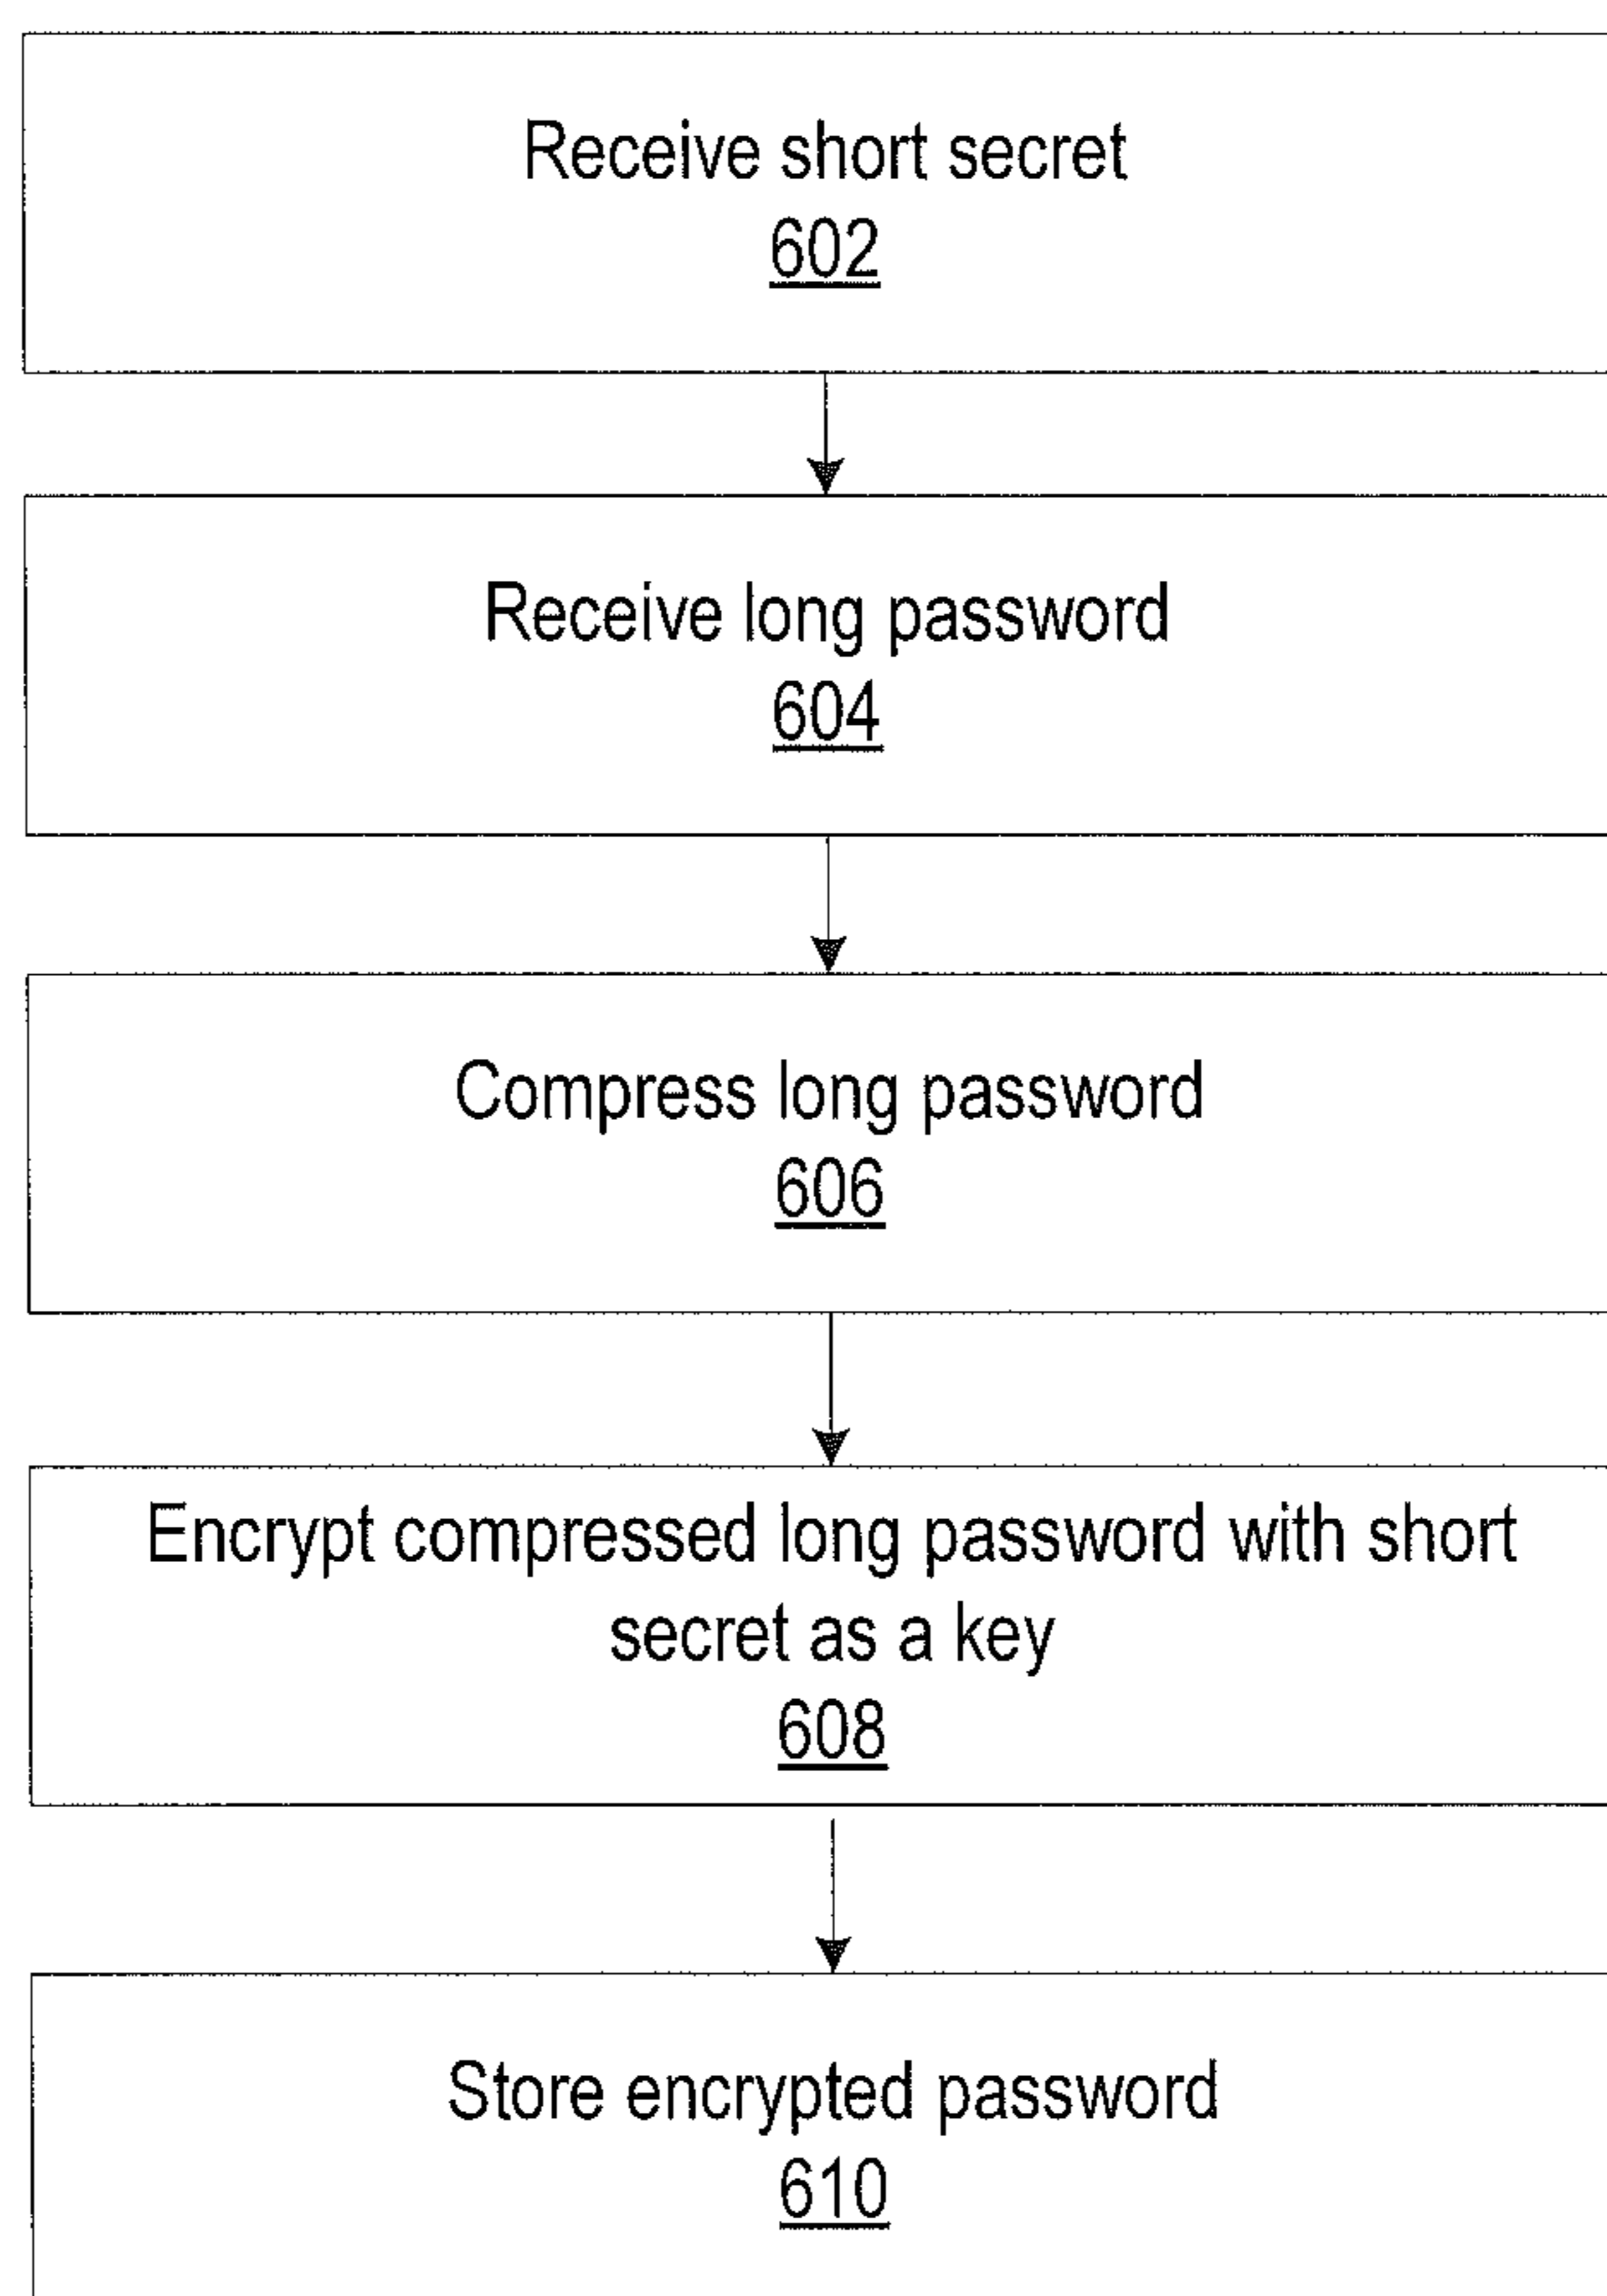 Receive short secret
602
Receive long password
604
Compress long password
606
Encrypt compressed long password with short
secret as a key
608
Store encrypted password
610